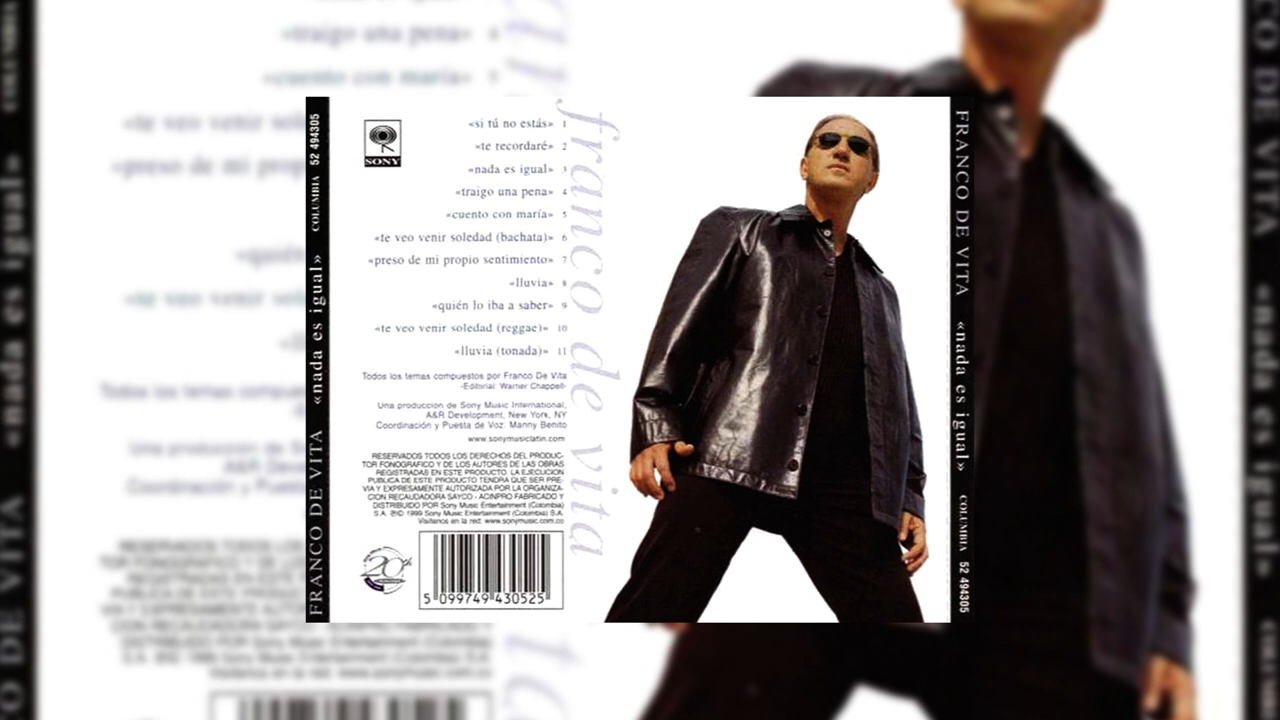 FRANCO DE VITA «nada es igual» COLUMBIA 52 494305
SONY
«si tú no estás» 1
«te recordaré» 2
«nada es igual» 3
«traigo una pena» 4
«cuento con maría» 5
«te veo venir soledad (bachata)» 6
«preso de mi propio sentimiento» 7
«lluvia» 8
«quién lo iba a saber» 9
«te veo venir soledad (reggae)» 10
«lluvia (tonada)» 11
Todos los temas compuestos por Franco De Vita
-Editorial: Warner Chappell-
Una producción de Sony Music International,
A&R Development, New York, NY
Coordinación y Puesta de Voz: Manny Benito
www.sonymusiclatin.com
RESERVADOS TODOS LOS DERECHOS DEL PRODUC-
TOR FONOGRAFICO Y DE LOS AUTORES DE LAS OBRAS
REGISTRADAS EN ESTE PRODUCTO. LA EJECUCION
PUBLICA DE ESTE PRODUCTO TENDRA QUE SER PRE-
VIA Y EXPRESAMENTE AUTORIZADA POR LA ORGANIZA-
CION RECAUDADORA SAYCO - ACINPRO FABRICADO Y
DISTRIBUIDO POR Sony Music Entertainment (Colombia)
S.A. ®© 1999 Sony Music Entertainment (Colombia) S.A.
Visítenos en la red: www.sonymusic.com.co
20th
5 099749 430525
franco de vita
FRANCO DE VITA «nada es igual» COLUMBIA 52 494305